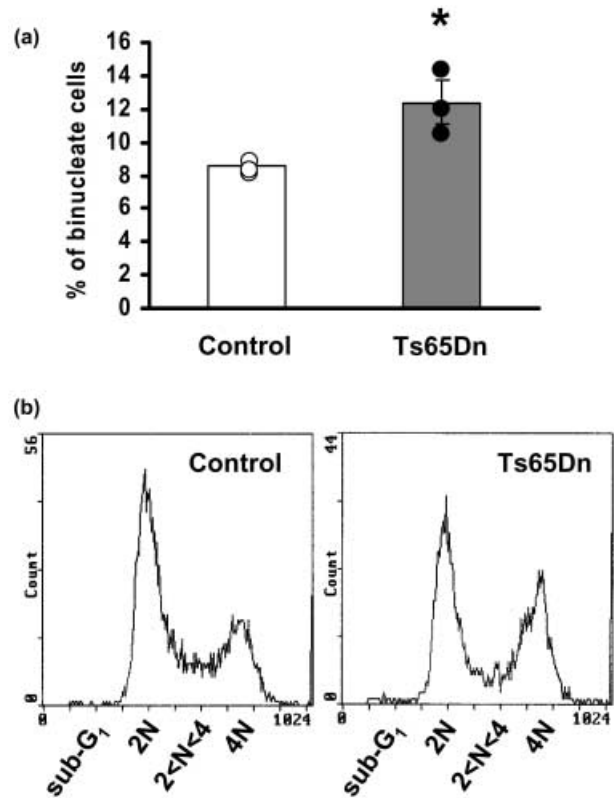 (a)
*
16
14
12
10
8
6
4
2
0
% of binucleate cells
Control
Ts65Dn
(b)
56
Control
Count
0
0
1024
sub-G₁
2N
2<N<4
4N
44
Ts65Dn
Count
0
0
1024
sub-G₁
2N
2<N<4
4N